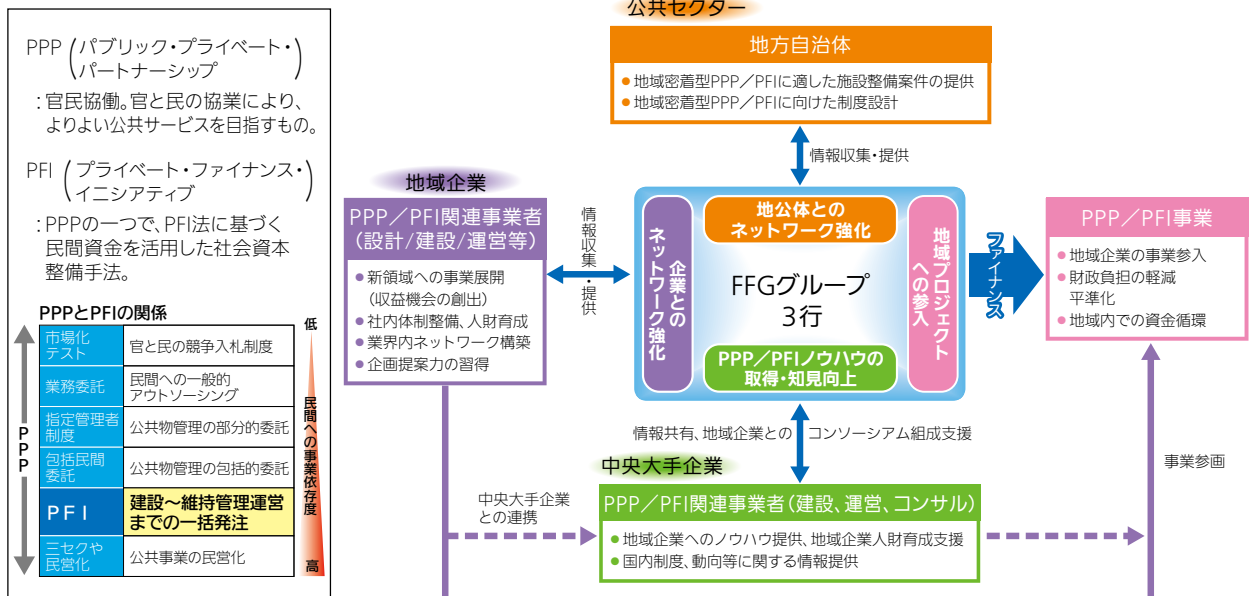 PPP（パブリック・プライベート・
パートナーシップ）
：官民協働。官と民の協業により、
よりよい公共サービスを目指すもの。
PFI（プライベート・ファイナンス・
イニシアティブ）
：PPPの一つで、PFI法に基づく
民間資金を活用した社会資本
整備手法。
PPPとPFIの関係
PPP
市場化
テスト
官と民の競争入札制度
業務委託
民間への一般的
アウトソーシング
指定管理者
制度
公共物管理の部分的委託
包括民間
委託
公共物管理の包括的委託
PFI
建設～維持管理運営
までの一括発注
三セクや
民営化
公共事業の民営化
低
民間への事業依存度
高
公共セクター
地方自治体
●地域密着型PPP／PFIに適した施設整備案件の提供
●地域密着型PPP／PFIに向けた制度設計
情報収集・提供
地域企業
PPP／PFI関連事業者
（設計/建設/運営等）
●新領域への事業展開
（収益機会の創出）
●社内体制整備、人財育成
●業界内ネットワーク構築
●企画提案力の習得
情報収集・提供
企業との
ネットワーク強化
地公体との
ネットワーク強化
FFGグループ
3行
PPP／PFIノウハウの
取得・知見向上
地域プロジェクト
への参入
ファイナンス
PPP／PFI事業
●地域企業の事業参入
●財政負担の軽減
平準化
●地域内での資金循環
情報共有、地域企業との コンソーシアム組成支援
中央大手企業
PPP／PFI関連事業者（建設、運営、コンサル）
●地域企業へのノウハウ提供、地域企業人財育成支援
●国内制度、動向等に関する情報提供
中央大手企業
との連携
事業参画